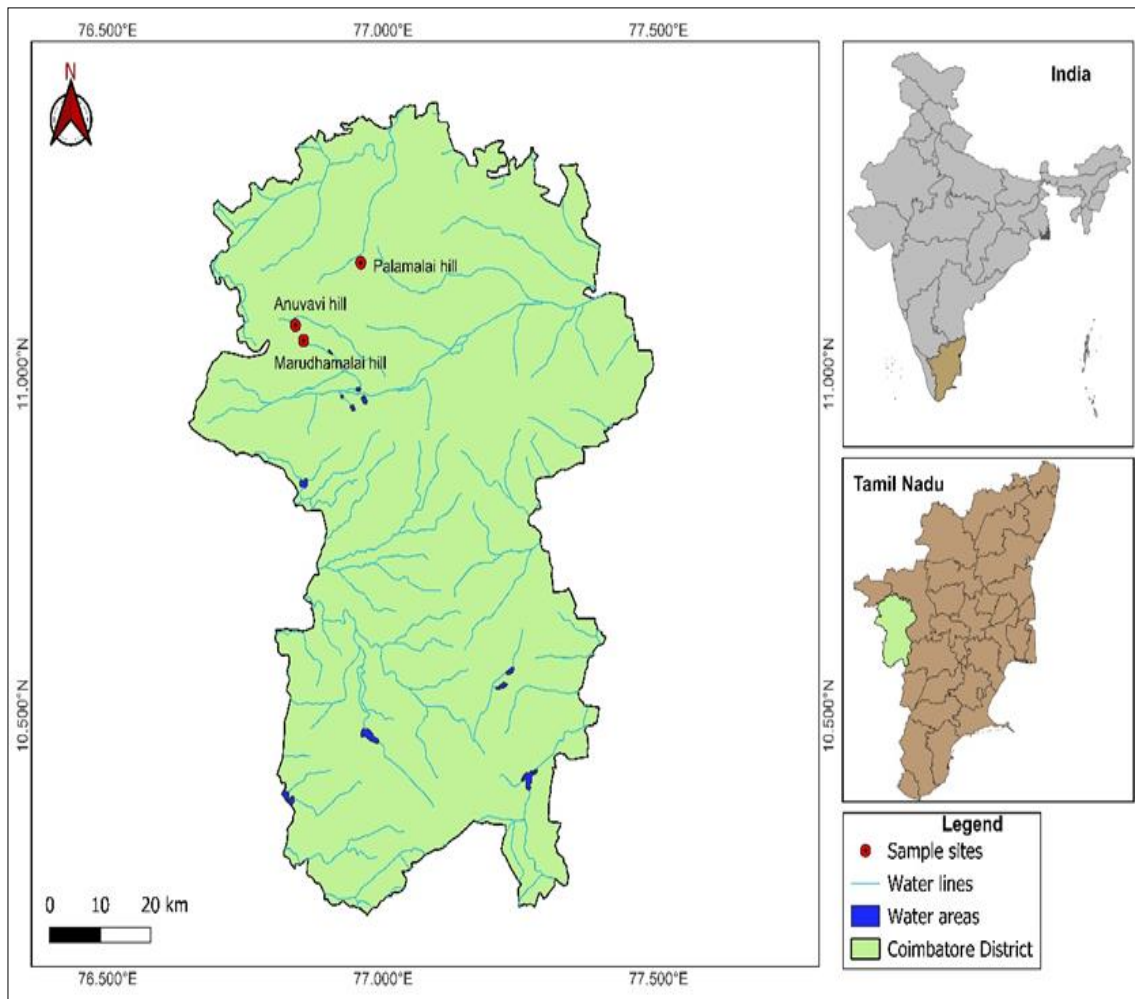 76.500°E 77.000°E 77.500°E
N
Palamalai hill
Anuvavi hill
Marudhamalai hill
11.000°N
10.500°N
11.000°N
10.500°N
0 10 20 km
76.500°E 77.000°E 77.500°E
India
Tamil Nadu
Legend
Sample sites
Water lines
Water areas
Coimbatore District